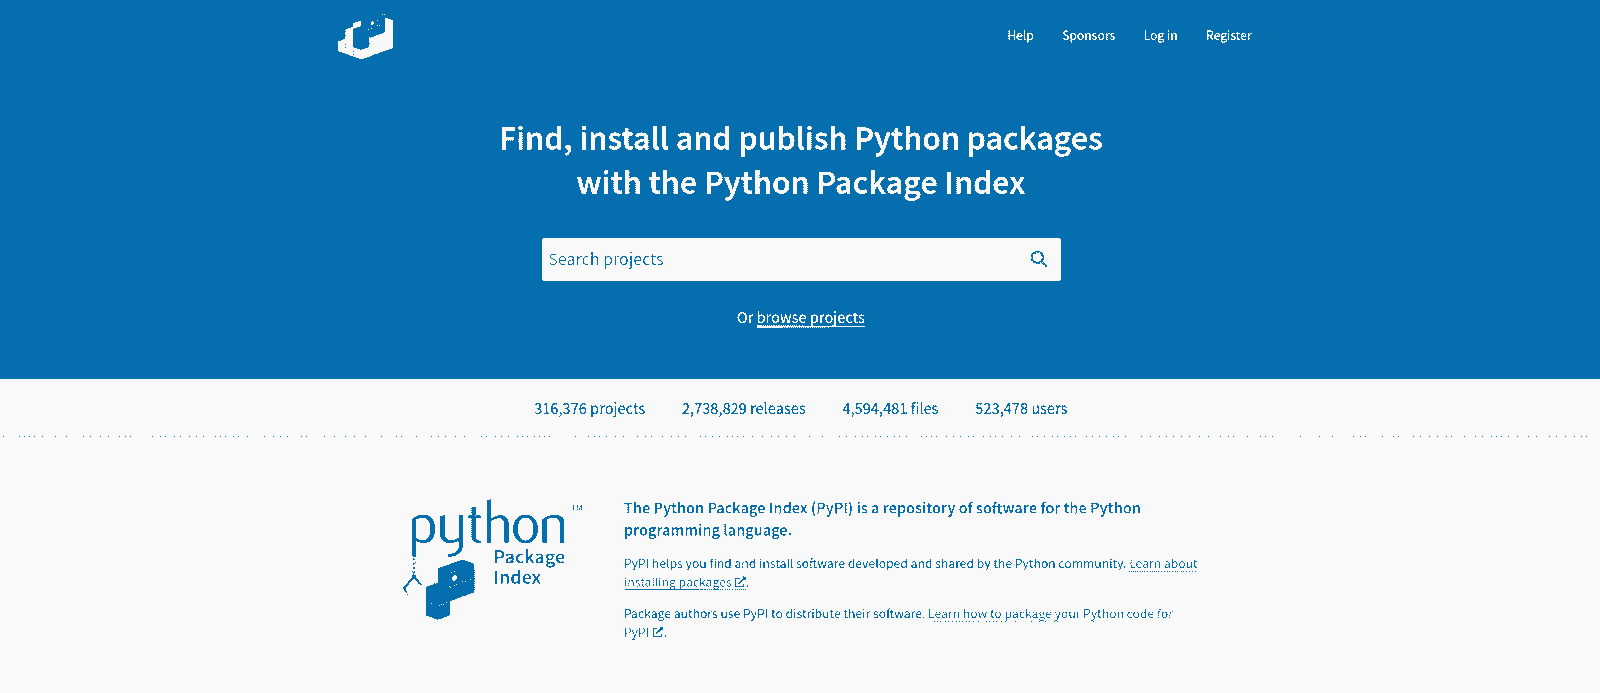 Help Sponsors Log in Register
Find, install and publish Python packages
with the Python Package Index
Search projects
Or browse projects
316,376 projects 2,738,829 releases 4,594,481 files 523,478 users
python™
Package
Index
The Python Package Index (PyPI) is a repository of software for the Python
programming language.
PyPI helps you find and install software developed and shared by the Python community. Learn about
installing packages.
Package authors use PyPI to distribute their software. Learn how to package your Python code for
PyPI.